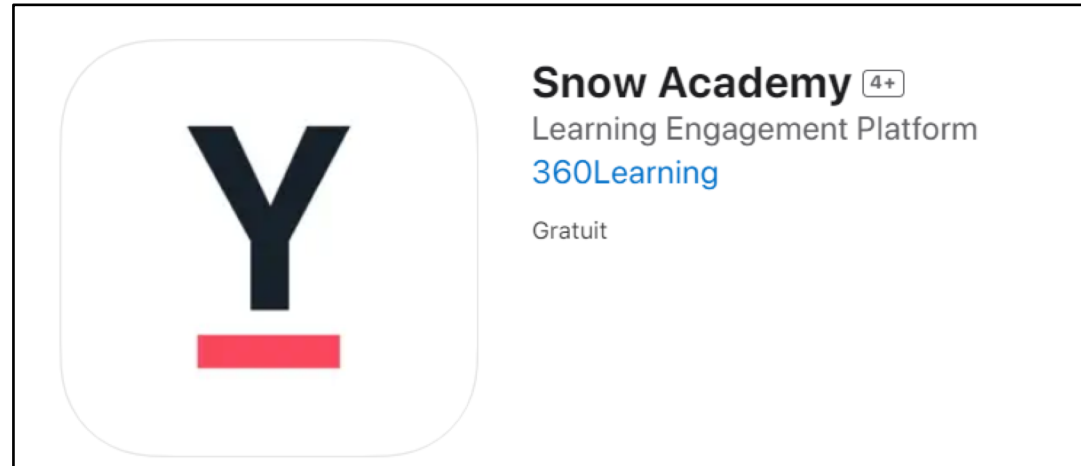 Y
Snow Academy 4+
Learning Engagement Platform
360Learning
Gratuit